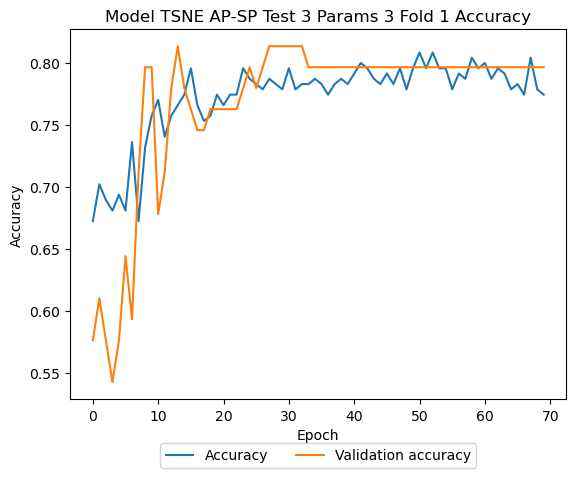 Model TSNE AP-SP Test 3 Params 3 Fold 1 Accuracy
Accuracy
0.80
0.75
0.70
0.65
0.60
0.55
0 10 20 30 40 50 60 70
Epoch
Accuracy Validation accuracy